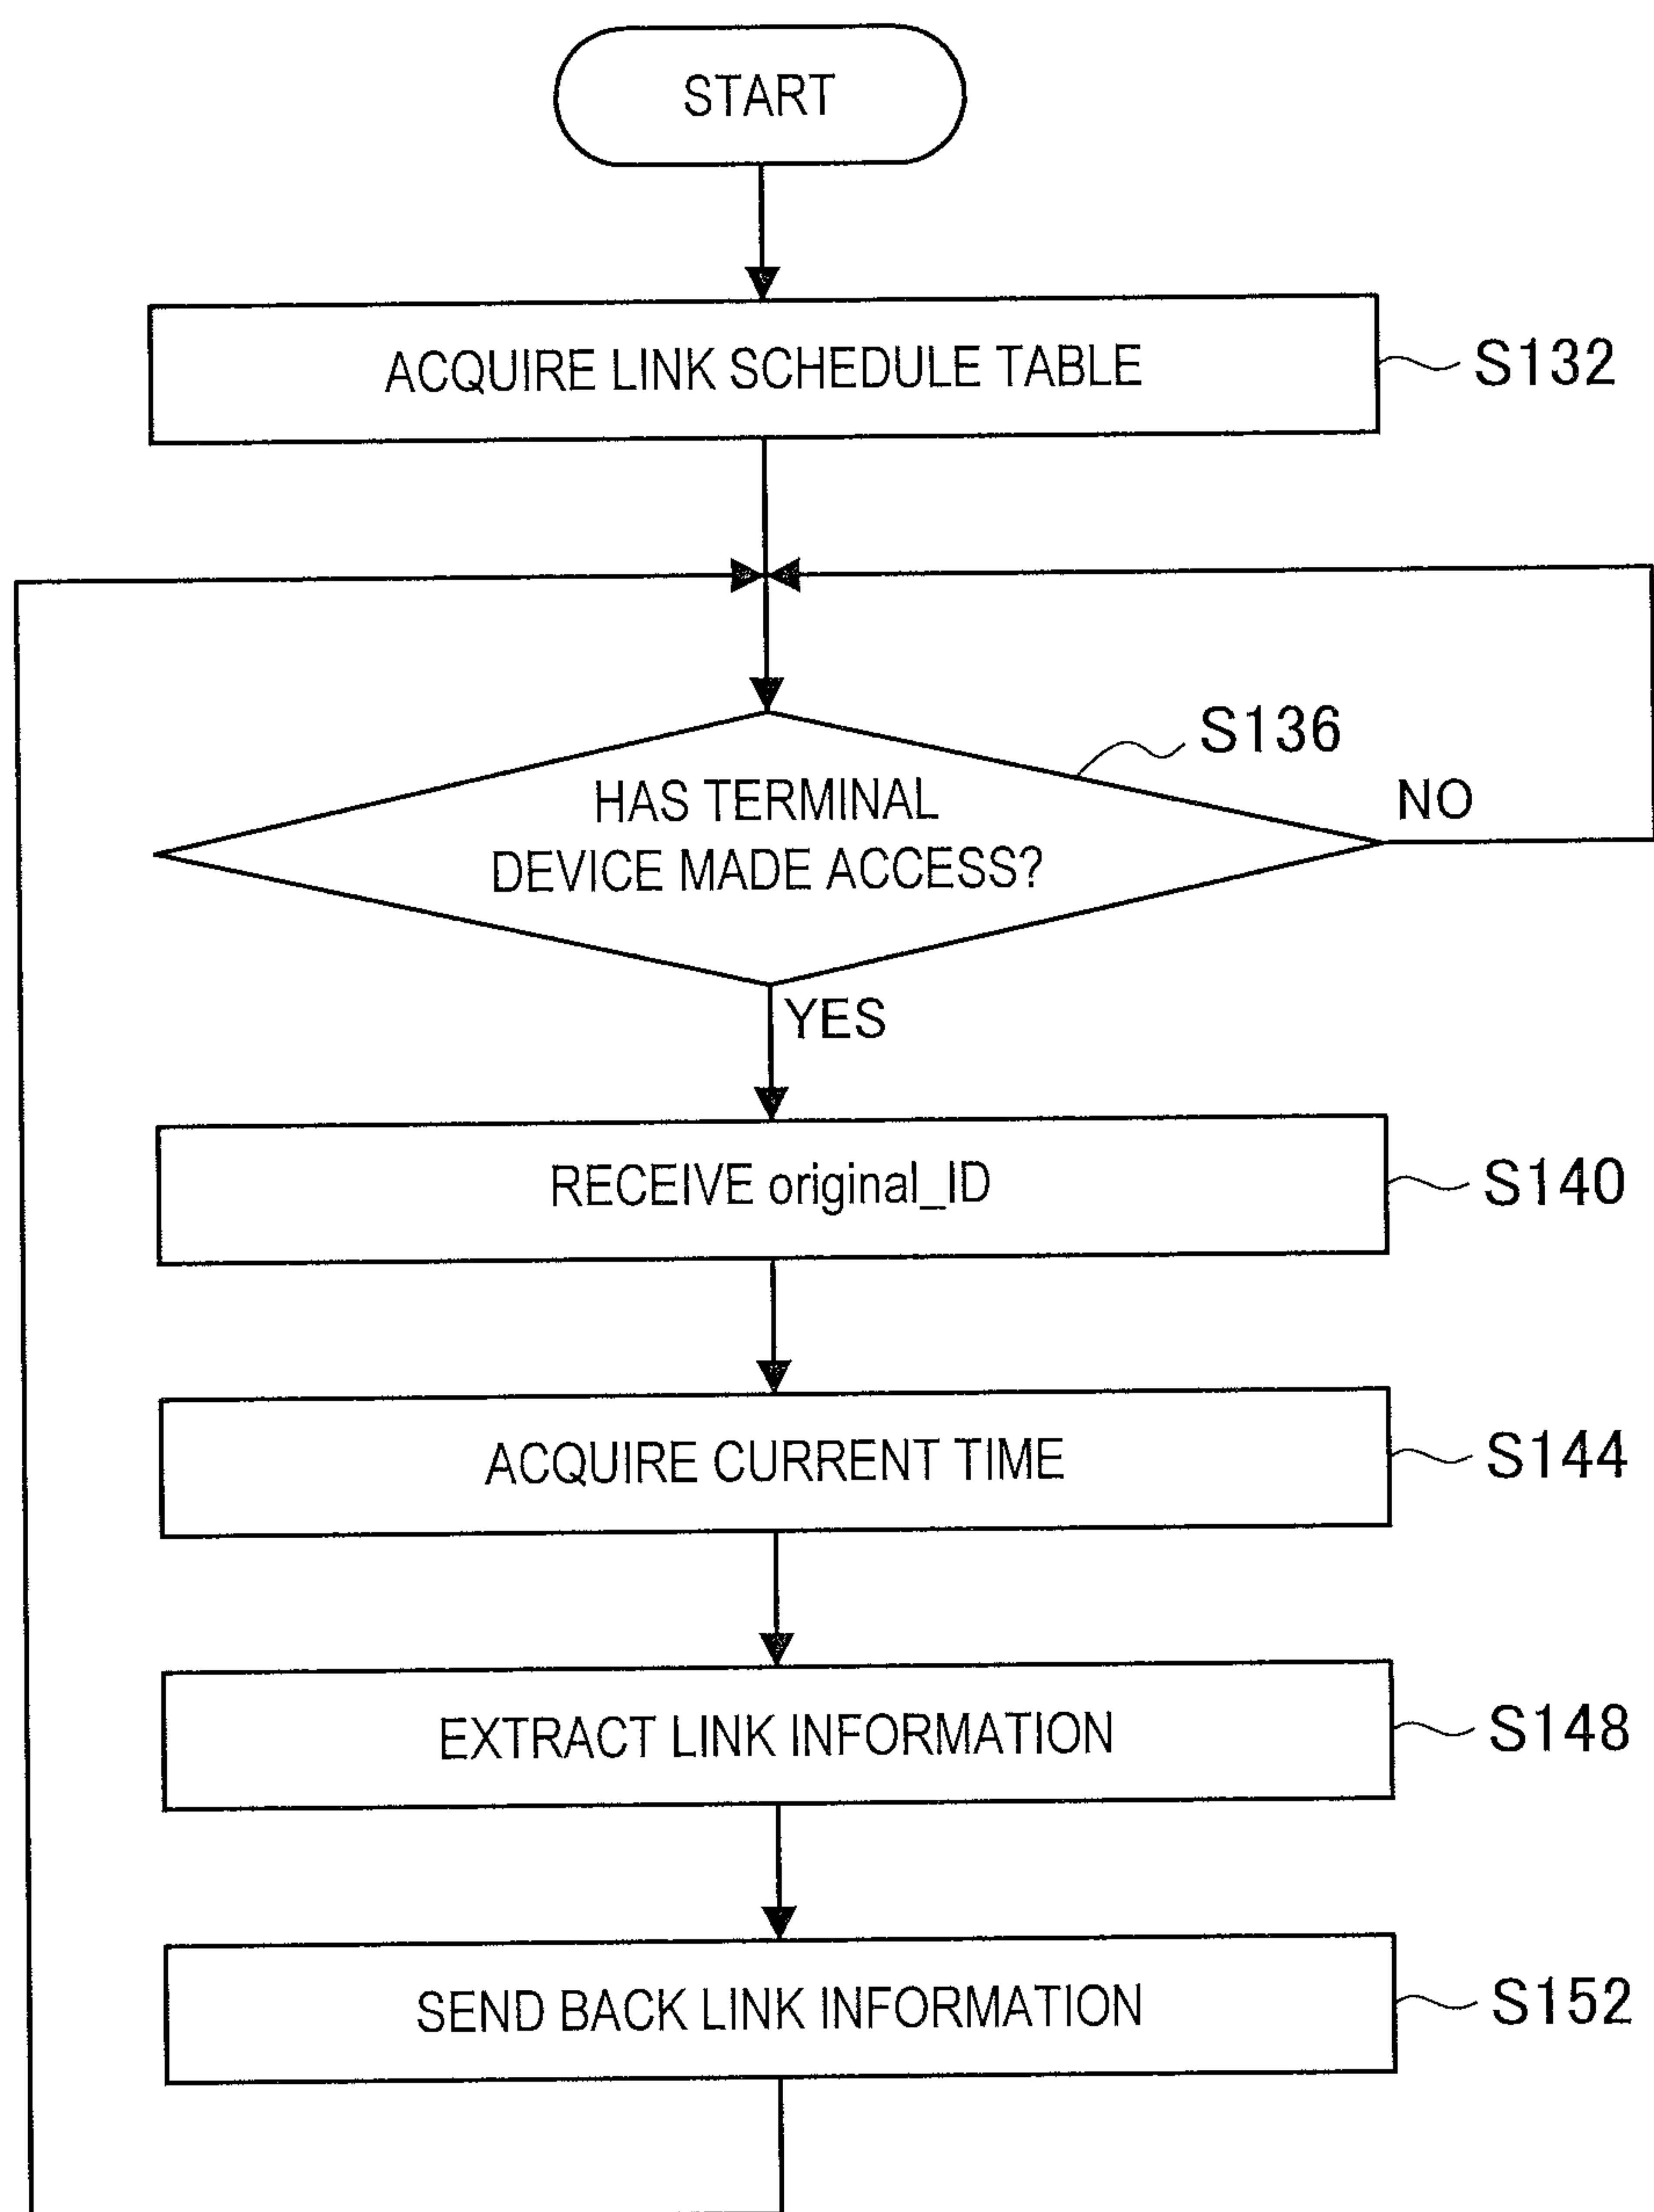 START
ACQUIRE LINK SCHEDULE TABLE
S132
S136
HAS TERMINAL
NO
DEVICE MADE ACCESS?
YES
RECEIVE original_ID
S140
ACQUIRE CURRENT TIME
S144
EXTRACT LINK INFORMATION
S148
SEND BACK LINK INFORMATION
S152